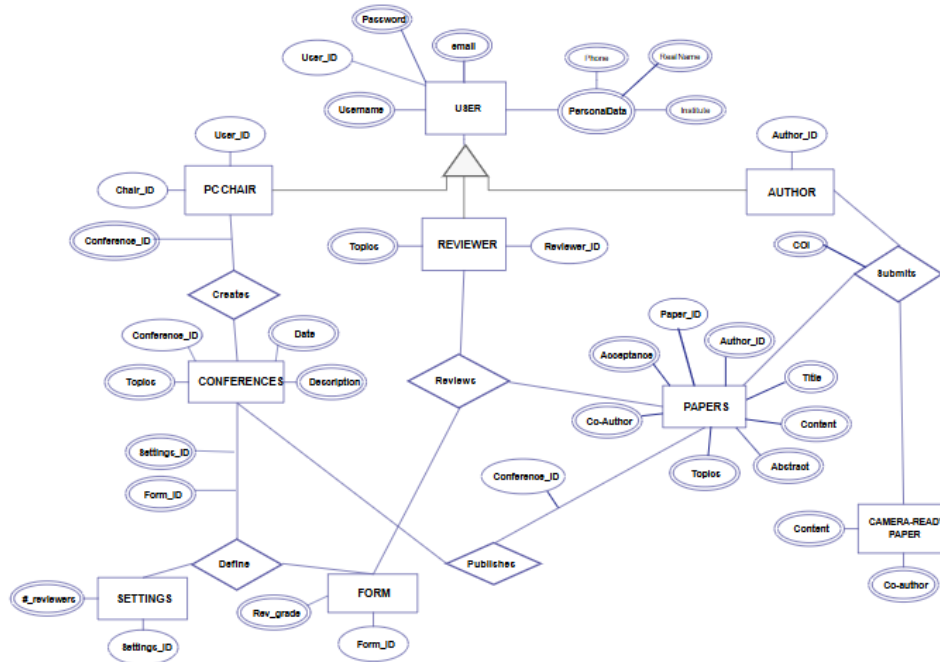 Password
email
User_ID
Phone
RealName
Username
USER
PersonalData
Institute
User_ID
Author_ID
Chair_ID
PC CHAIR
AUTHOR
Conference_ID
Topics
REVIEWER
Reviewer_ID
COI
Submits
Creates
Paper_ID
Conference_ID
Date
Author_ID
Acceptance
Topics
CONFERENCES
Description
Reviews
Title
PAPERS
Co-Author
Content
Settings_ID
Topics
Abstract
Conference_ID
Form_ID
Content
CAMERA-READY
PAPER
Define
Publishes
Co-author
#_reviewers
SETTINGS
FORM
Rev_grade
Settings_ID
Form_ID